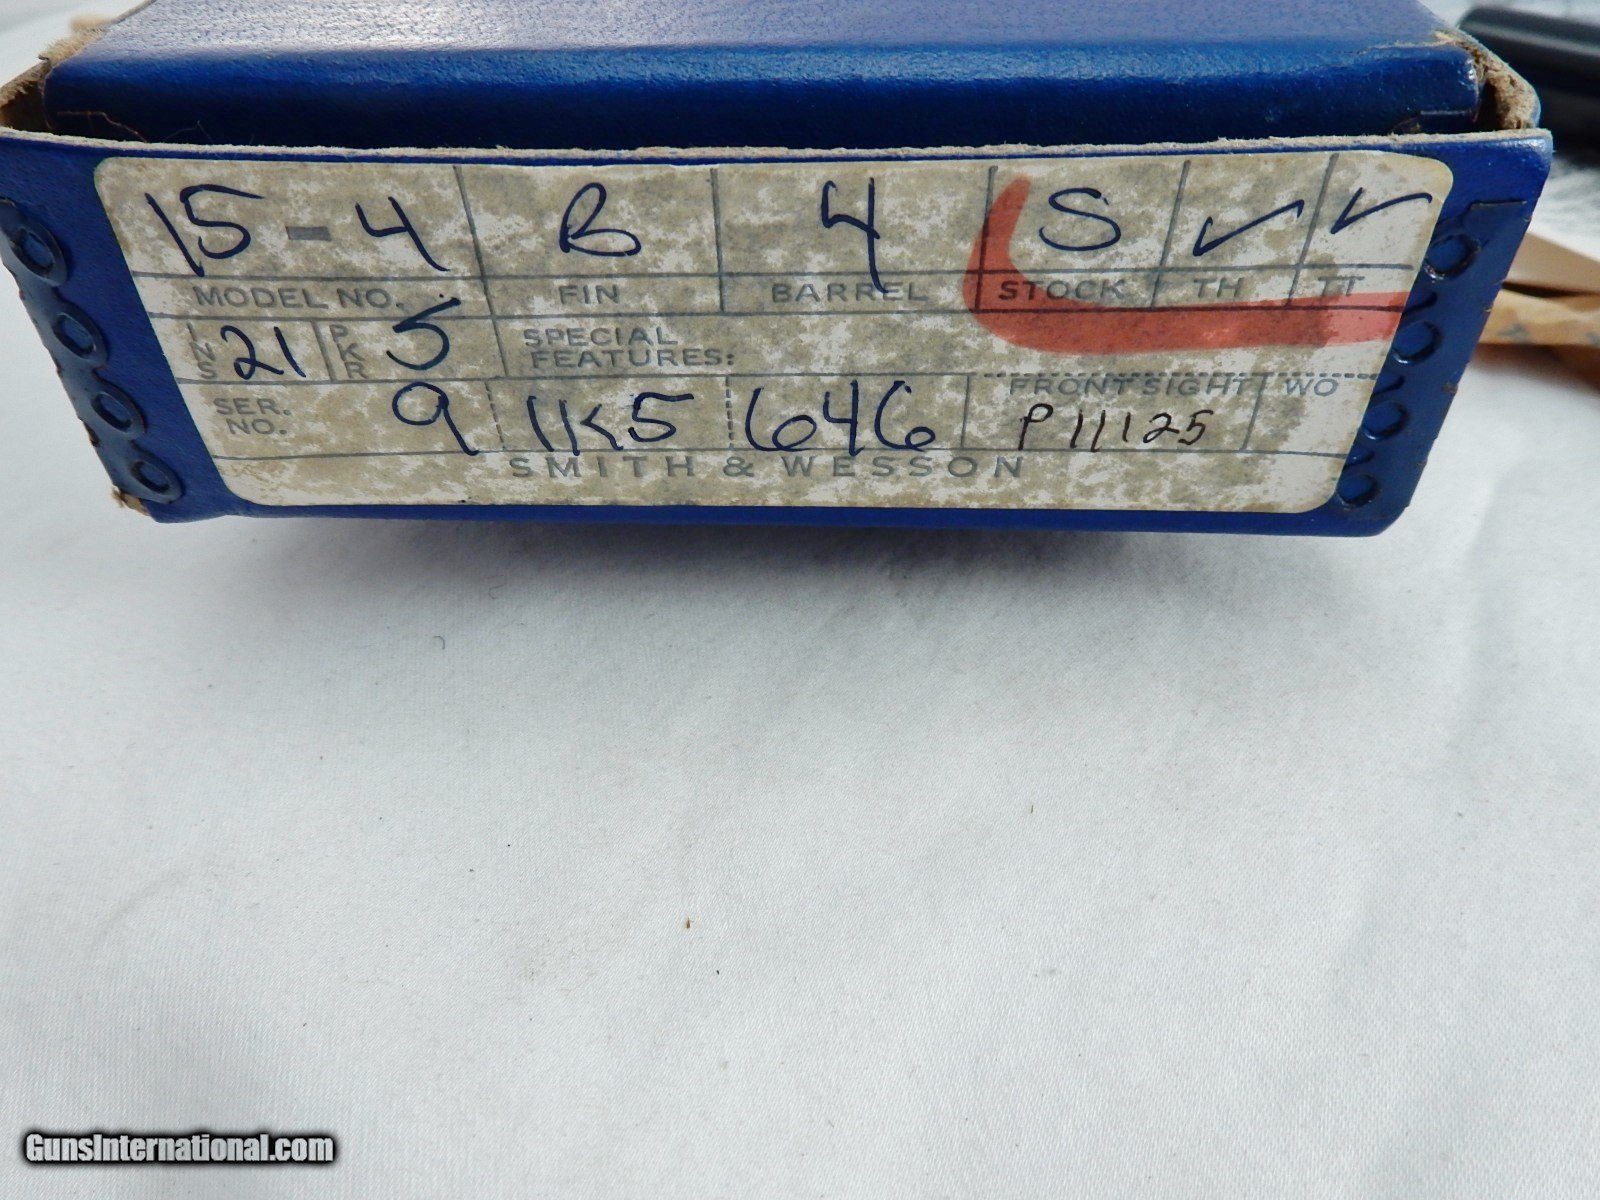 15-4 B 4 S ✓ ✓
MODEL NO. FIN BARREL STOCK TH TT
INS 21 PKR 5 SPECIAL FEATURES:
SER. NO. 9 1K5 646 FRONT SIGHT P11125 WO
SMITH & WESSON
GunsInternational.com